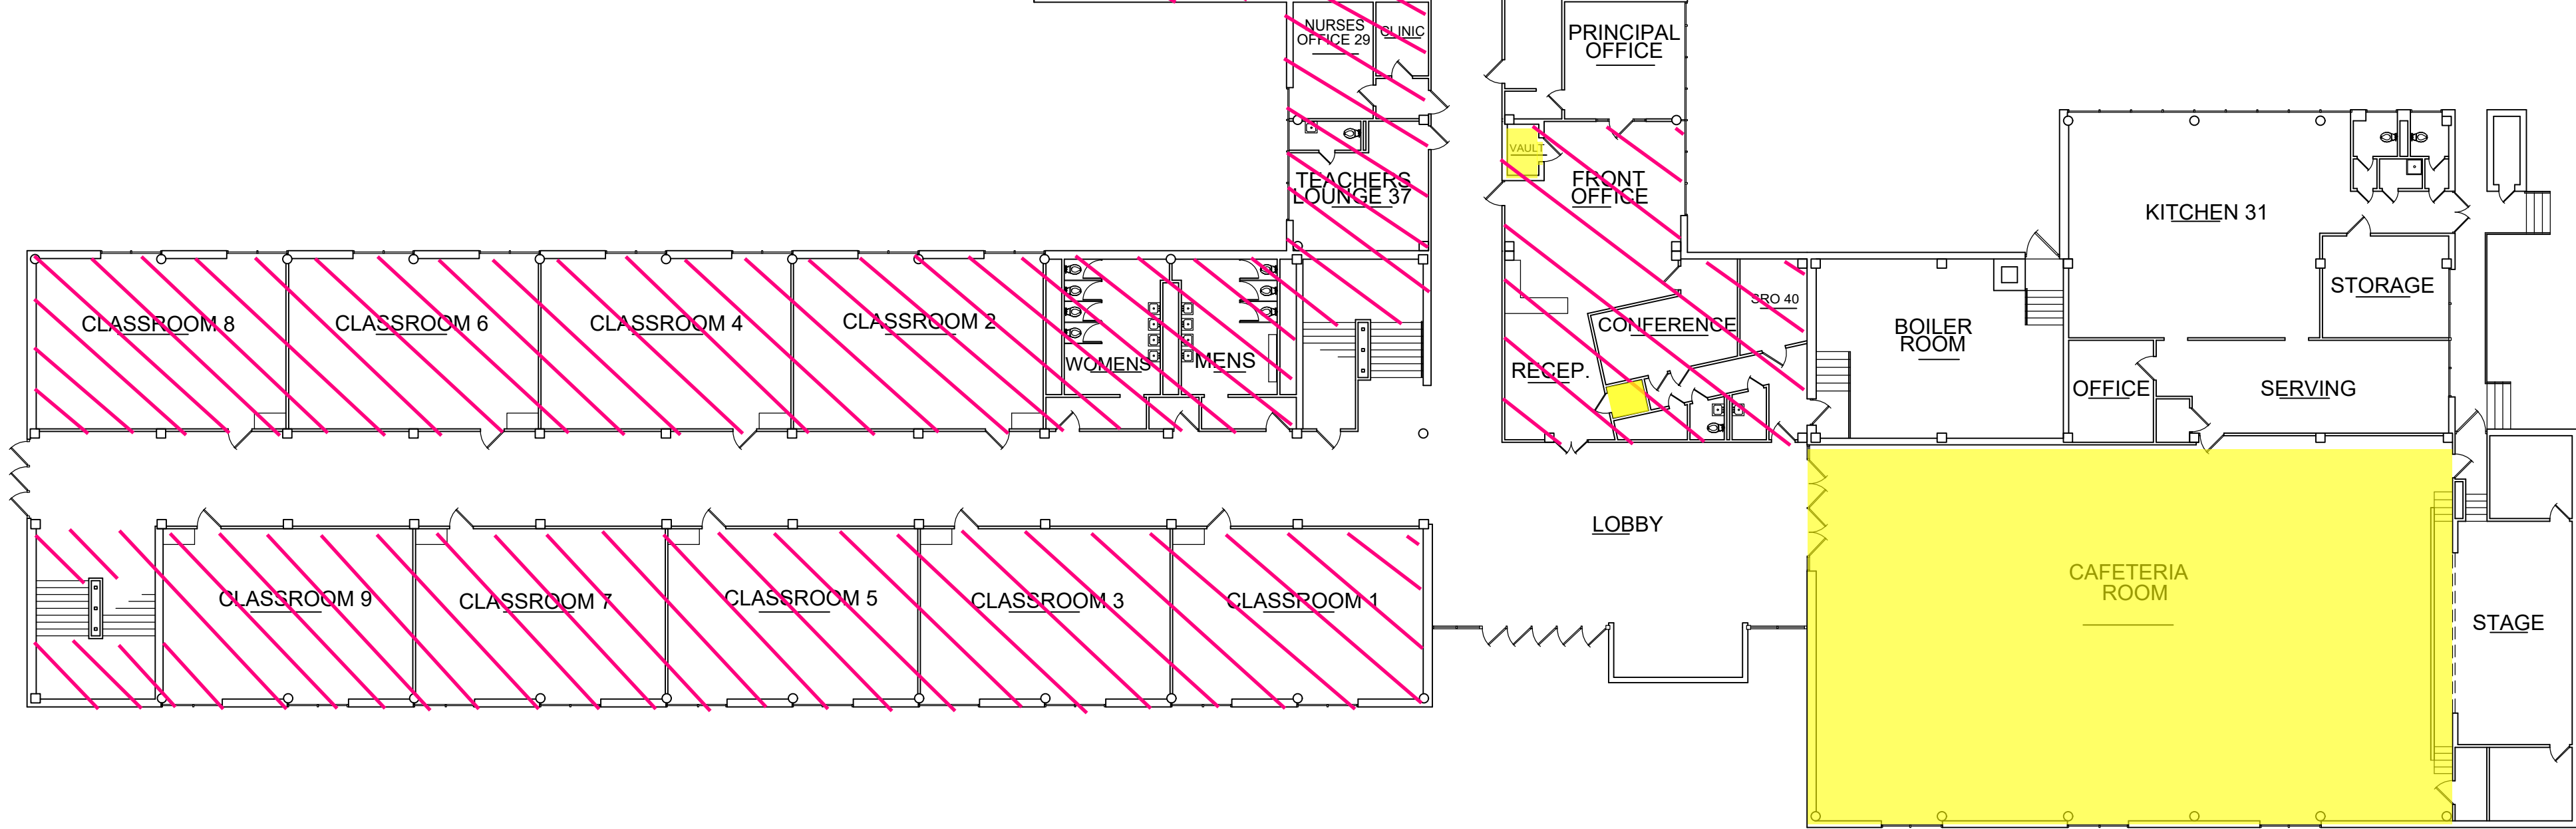 NURSES
OFFICE 29
CLINIC
PRINCIPAL
OFFICE
VAULT
TEACHERS
LOUNGE 37
FRONT
OFFICE
KITCHEN 31
STORAGE
CLASSROOM 8
CLASSROOM 6
CLASSROOM 4
CLASSROOM 2
WOMENS
MENS
RECEP.
CONFERENCE
SRO 40
BOILER
ROOM
OFFICE
SERVING
LOBBY
CLASSROOM 9
CLASSROOM 7
CLASSROOM 5
CLASSROOM 3
CLASSROOM 1
CAFETERIA
ROOM
STAGE